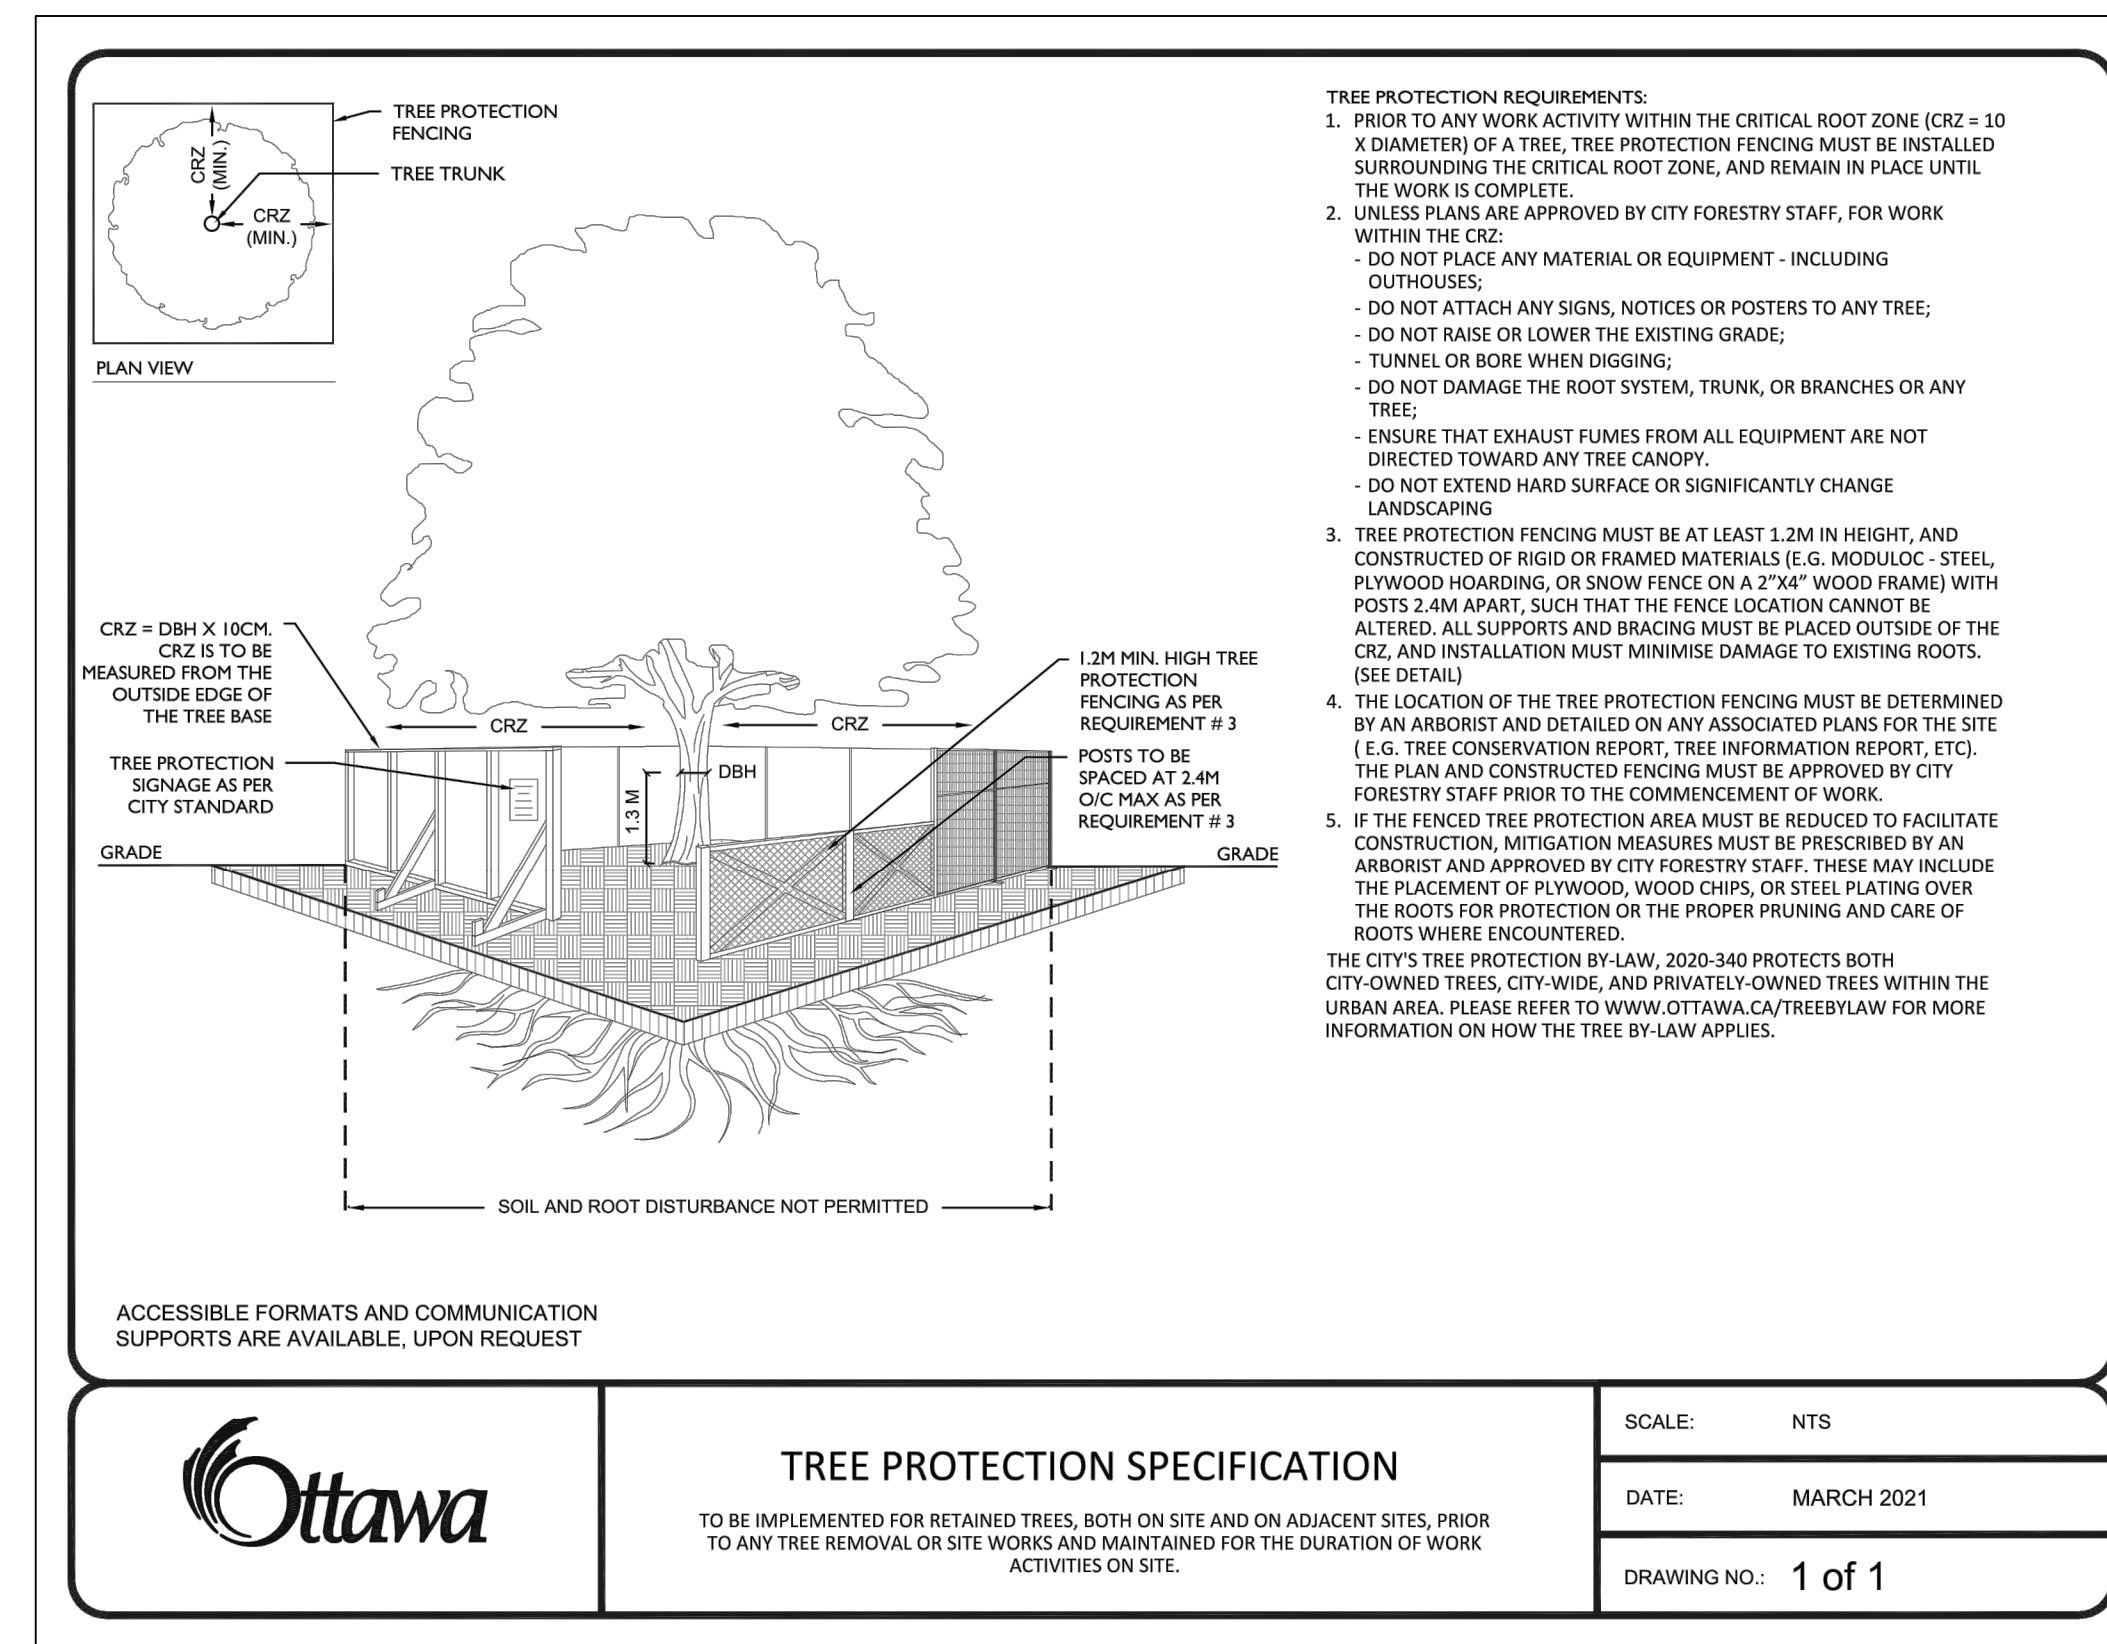 TREE PROTECTION
FENCING
TREE TRUNK
CRZ
(MIN.)
CRZ
(MIN.)
PLAN VIEW
CRZ = DBH X 10CM.
CRZ IS TO BE
MEASURED FROM THE
OUTSIDE EDGE OF
THE TREE BASE
TREE PROTECTION
SIGNAGE AS PER
CITY STANDARD
GRADE
CRZ
CRZ
DBH
1.3 M
1.2M MIN. HIGH TREE
PROTECTION
FENCING AS PER
REQUIREMENT # 3
POSTS TO BE
SPACED AT 2.4M
O/C MAX AS PER
REQUIREMENT # 3
GRADE
SOIL AND ROOT DISTURBANCE NOT PERMITTED
ACCESSIBLE FORMATS AND COMMUNICATION
SUPPORTS ARE AVAILABLE, UPON REQUEST
TREE PROTECTION REQUIREMENTS:
1. PRIOR TO ANY WORK ACTIVITY WITHIN THE CRITICAL ROOT ZONE (CRZ = 10
X DIAMETER) OF A TREE, TREE PROTECTION FENCING MUST BE INSTALLED
SURROUNDING THE CRITICAL ROOT ZONE, AND REMAIN IN PLACE UNTIL
THE WORK IS COMPLETE.
2. UNLESS PLANS ARE APPROVED BY CITY FORESTRY STAFF, FOR WORK
WITHIN THE CRZ:
- DO NOT PLACE ANY MATERIAL OR EQUIPMENT - INCLUDING
OUTHOUSES;
- DO NOT ATTACH ANY SIGNS, NOTICES OR POSTERS TO ANY TREE;
- DO NOT RAISE OR LOWER THE EXISTING GRADE;
- TUNNEL OR BORE WHEN DIGGING;
- DO NOT DAMAGE THE ROOT SYSTEM, TRUNK, OR BRANCHES OR ANY
TREE;
- ENSURE THAT EXHAUST FUMES FROM ALL EQUIPMENT ARE NOT
DIRECTED TOWARD ANY TREE CANOPY.
- DO NOT EXTEND HARD SURFACE OR SIGNIFICANTLY CHANGE
LANDSCAPING
3. TREE PROTECTION FENCING MUST BE AT LEAST 1.2M IN HEIGHT, AND
CONSTRUCTED OF RIGID OR FRAMED MATERIALS (E.G. MODULOC - STEEL,
PLYWOOD HOARDING, OR SNOW FENCE ON A 2”X4” WOOD FRAME) WITH
POSTS 2.4M APART, SUCH THAT THE FENCE LOCATION CANNOT BE
ALTERED. ALL SUPPORTS AND BRACING MUST BE PLACED OUTSIDE OF THE
CRZ, AND INSTALLATION MUST MINIMISE DAMAGE TO EXISTING ROOTS.
(SEE DETAIL)
4. THE LOCATION OF THE TREE PROTECTION FENCING MUST BE DETERMINED
BY AN ARBORIST AND DETAILED ON ANY ASSOCIATED PLANS FOR THE SITE
( E.G. TREE CONSERVATION REPORT, TREE INFORMATION REPORT, ETC).
THE PLAN AND CONSTRUCTED FENCING MUST BE APPROVED BY CITY
FORESTRY STAFF PRIOR TO THE COMMENCEMENT OF WORK.
5. IF THE FENCED TREE PROTECTION AREA MUST BE REDUCED TO FACILITATE
CONSTRUCTION, MITIGATION MEASURES MUST BE PRESCRIBED BY AN
ARBORIST AND APPROVED BY CITY FORESTRY STAFF. THESE MAY INCLUDE
THE PLACEMENT OF PLYWOOD, WOOD CHIPS, OR STEEL PLATING OVER
THE ROOTS FOR PROTECTION OR THE PROPER PRUNING AND CARE OF
ROOTS WHERE ENCOUNTERED.
THE CITY'S TREE PROTECTION BY-LAW, 2020-340 PROTECTS BOTH
CITY-OWNED TREES, CITY-WIDE, AND PRIVATELY-OWNED TREES WITHIN THE
URBAN AREA. PLEASE REFER TO WWW.OTTAWA.CA/TREEBYLAW FOR MORE
INFORMATION ON HOW THE TREE BY-LAW APPLIES.
Ottawa
TREE PROTECTION SPECIFICATION
TO BE IMPLEMENTED FOR RETAINED TREES, BOTH ON SITE AND ON ADJACENT SITES, PRIOR
TO ANY TREE REMOVAL OR SITE WORKS AND MAINTAINED FOR THE DURATION OF WORK
ACTIVITIES ON SITE.
SCALE: NTS
DATE: MARCH 2021
DRAWING NO.: 1 of 1